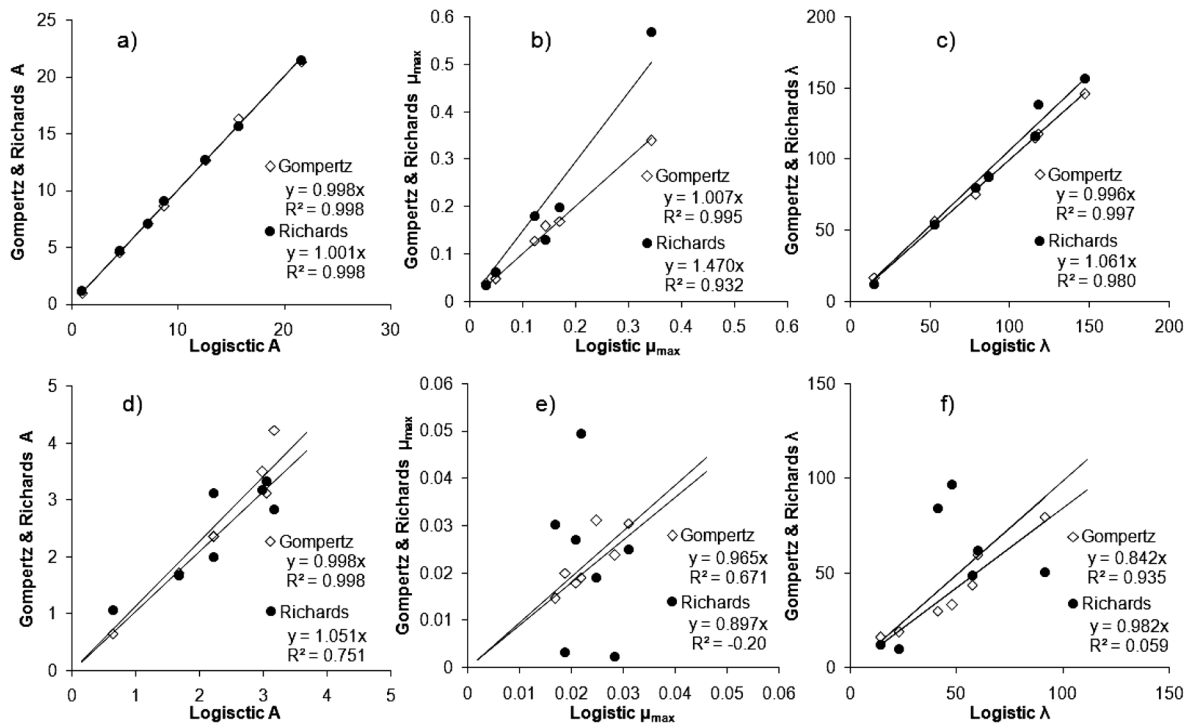 a)
Gompertz & Richards A
25
20
15
10
5
0
0
10
20
30
Logisctic A
Gompertz
y = 0.998x
R² = 0.998
Richards
y = 1.001x
R² = 0.998
b)
Gompertz & Richards μmax
0.6
0.5
0.4
0.3
0.2
0.1
0
0
0.1
0.2
0.3
0.4
0.5
0.6
Logistic μmax
Gompertz
y = 1.007x
R² = 0.995
Richards
y = 1.470x
R² = 0.932
c)
Gompertz & Richards λ
200
150
100
50
0
0
50
100
150
200
Logistic λ
Gompertz
y = 0.996x
R² = 0.997
Richards
y = 1.061x
R² = 0.980
d)
Gompertz & Richards A
5
4
3
2
1
0
0
1
2
3
4
5
Logisctic A
Gompertz
y = 0.998x
R² = 0.998
Richards
y = 1.051x
R² = 0.751
e)
Gompertz & Richards μmax
0.06
0.05
0.04
0.03
0.02
0.01
0
0
0.01
0.02
0.03
0.04
0.05
0.06
Logistic μmax
Gompertz
y = 0.965x
R² = 0.671
Richards
y = 0.897x
R² = -0.20
f)
Gompertz & Richards λ
150
100
50
0
0
50
100
150
Logistic λ
Gompertz
y = 0.842x
R² = 0.935
Richards
y = 0.982x
R² = 0.059